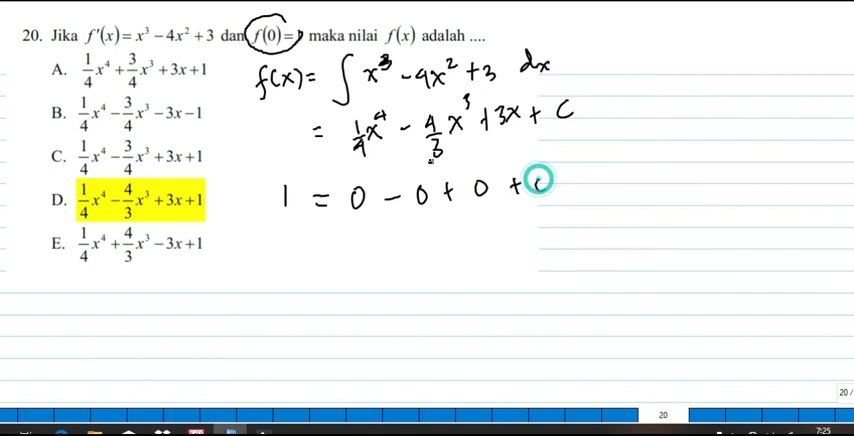 20. Jika f'(x) = x³ − 4x² + 3 dan f(0) = 1 maka nilai f(x) adalah ....
A. 1/4 x⁴ + 3/4 x³ + 3x + 1
B. 1/4 x⁴ − 3/4 x³ − 3x − 1
C. 1/4 x⁴ − 3/4 x³ + 3x + 1
D. 1/4 x⁴ − 4/3 x³ + 3x + 1
E. 1/4 x⁴ + 4/3 x³ − 3x + 1
f(x) = ∫ x³ − 4x² + 3 dx
= 1/4 x⁴ − 4/3 x³ + 3x + C
1 = 0 − 0 + 0 + C
20 /
20
7:25